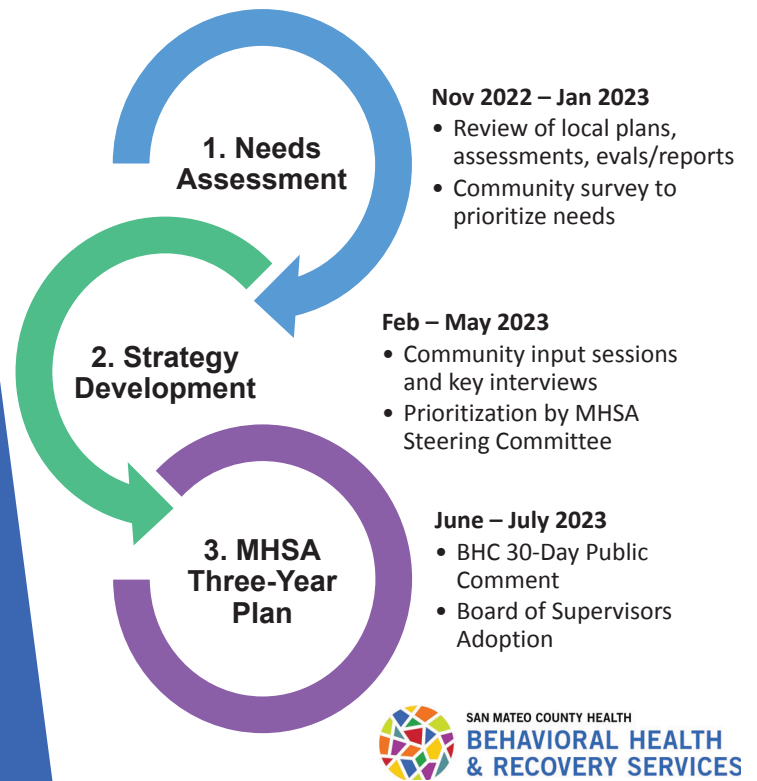 1. Needs
Assessment
Nov 2022 – Jan 2023
• Review of local plans,
assessments, evals/reports
• Community survey to
prioritize needs
2. Strategy
Development
Feb – May 2023
• Community input sessions
and key interviews
• Prioritization by MHSA
Steering Committee
3. MHSA
Three-Year
Plan
June – July 2023
• BHC 30-Day Public
Comment
• Board of Supervisors
Adoption
SAN MATEO COUNTY HEALTH
BEHAVIORAL HEALTH
& RECOVERY SERVICES